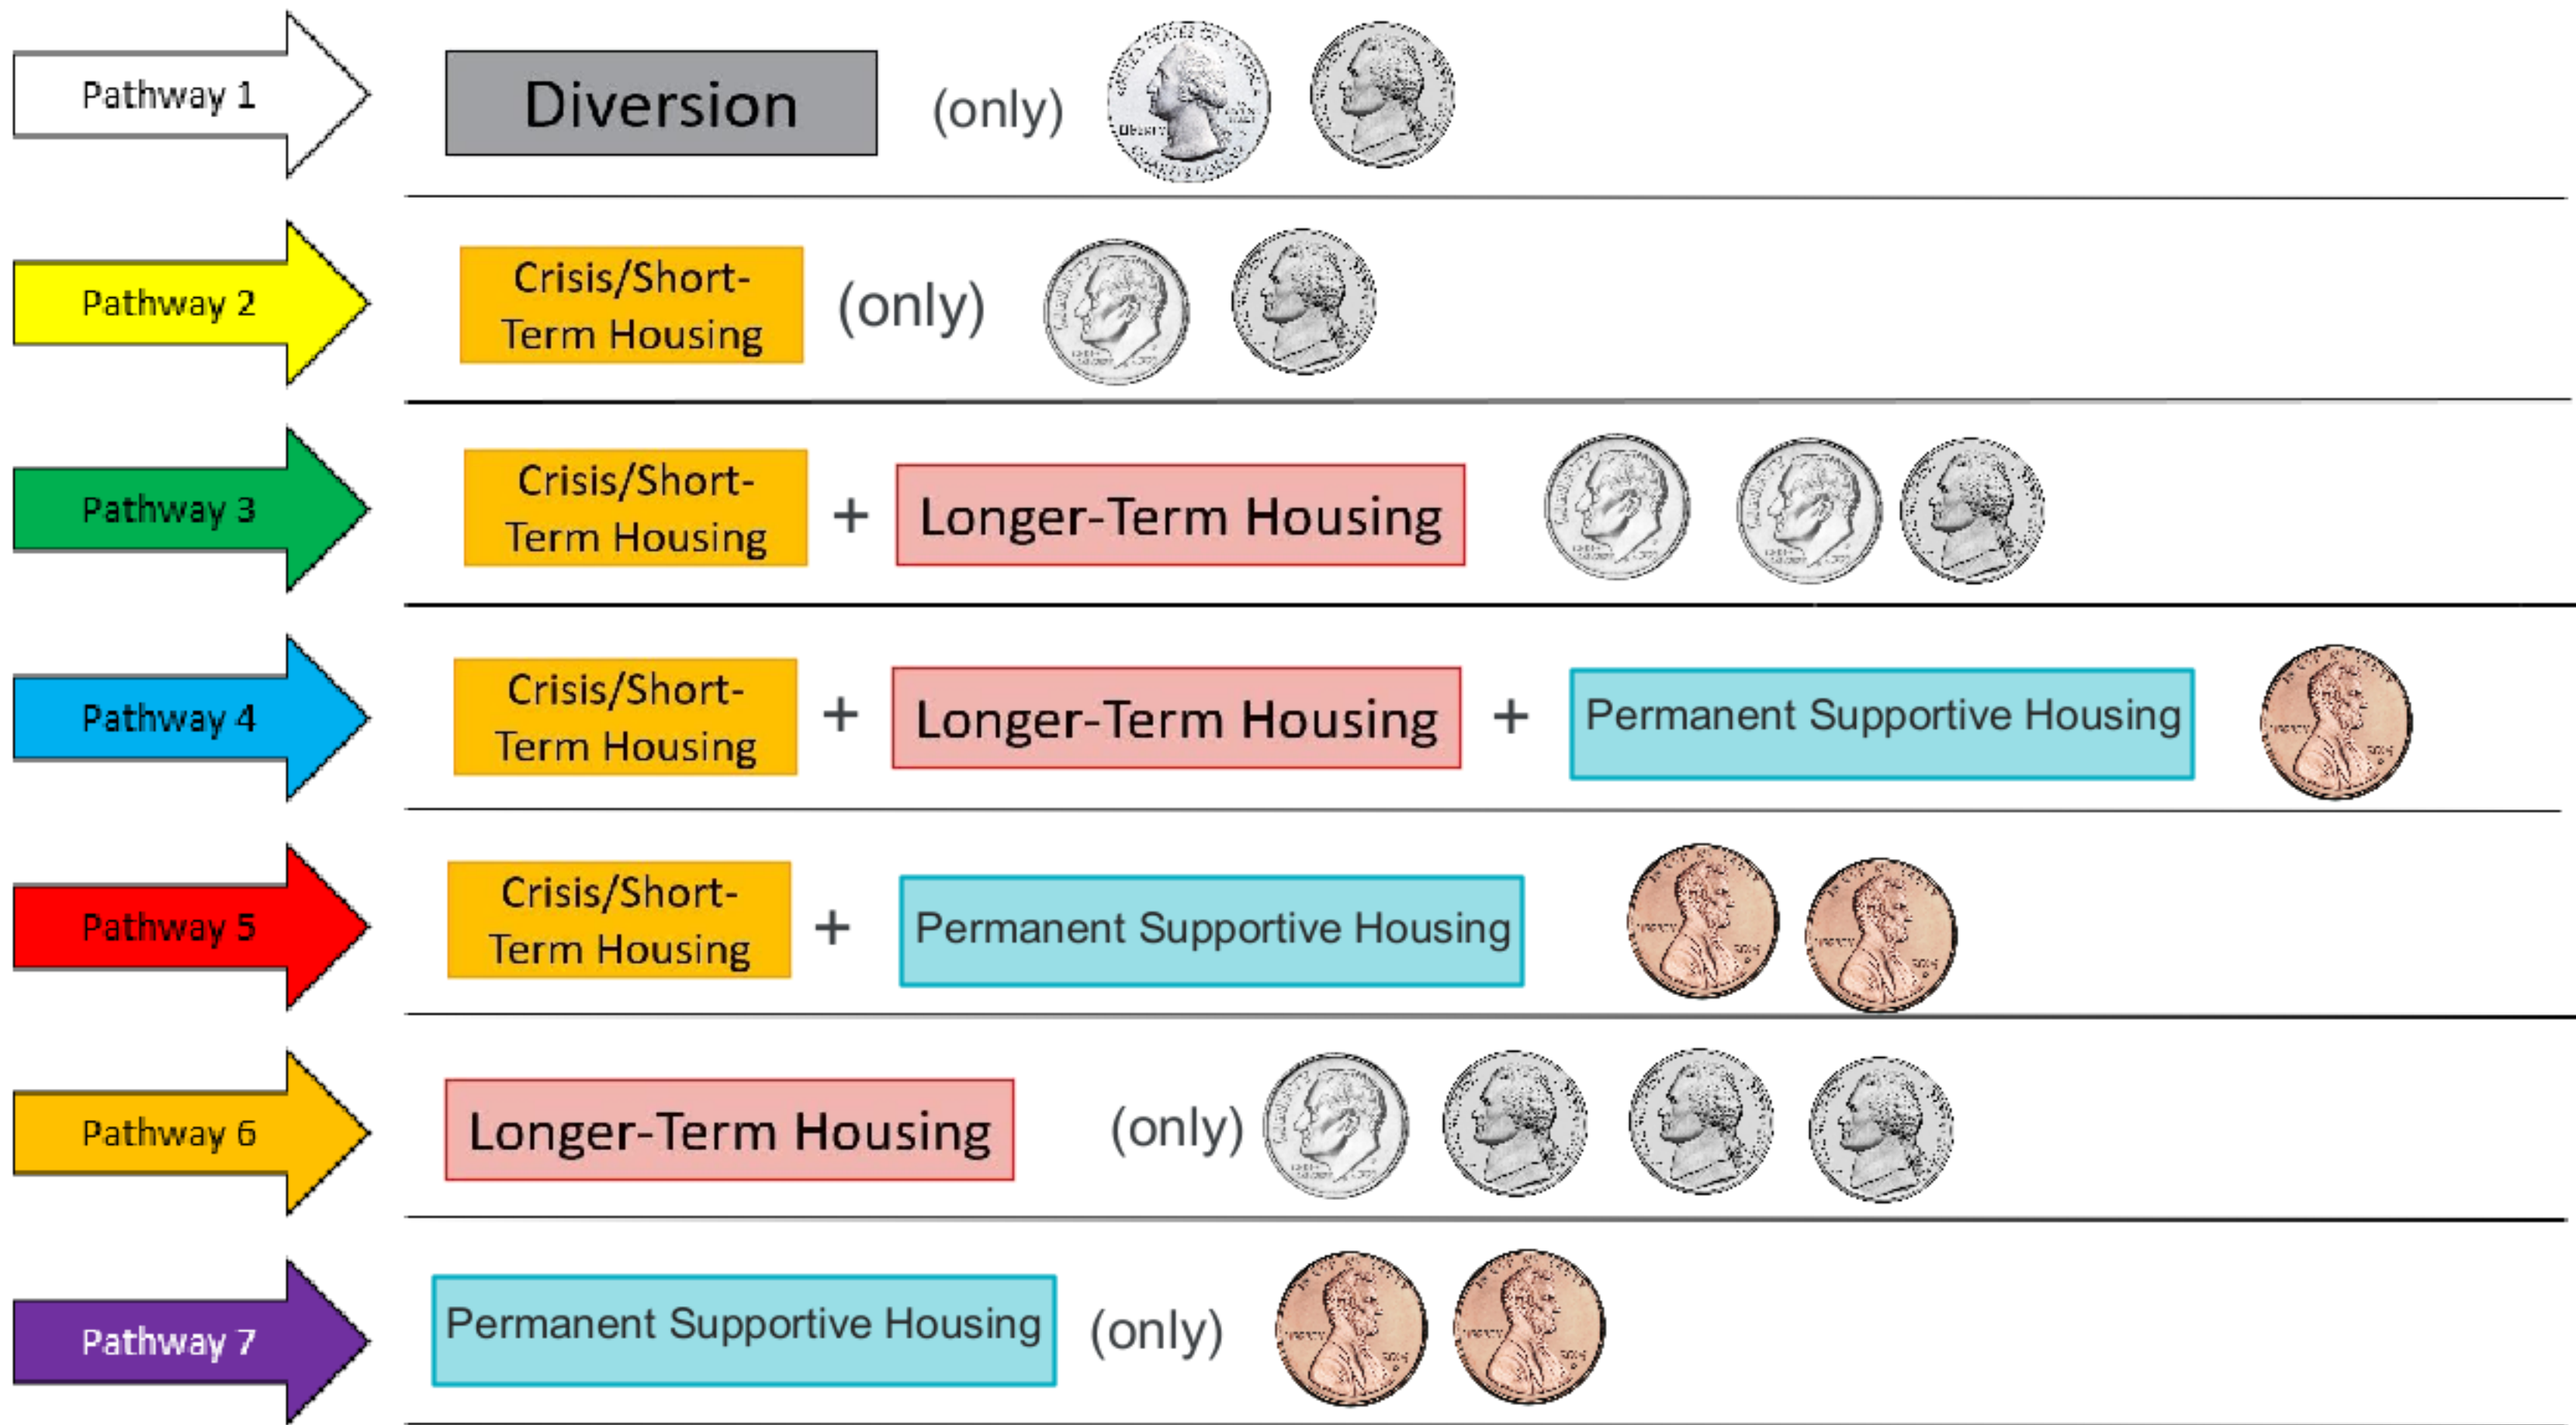 Pathway 1
Diversion (only)
Pathway 2
Crisis/Short-
Term Housing
(only)
Pathway 3
Crisis/Short-
Term Housing
+ Longer-Term Housing
Pathway 4
Crisis/Short-
Term Housing
+ Longer-Term Housing + Permanent Supportive Housing
Pathway 5
Crisis/Short-
Term Housing
+ Permanent Supportive Housing
Pathway 6
Longer-Term Housing (only)
Pathway 7
Permanent Supportive Housing (only)